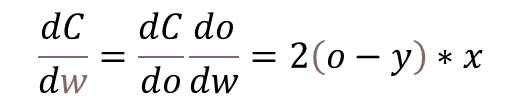 dC/dw = dC/do do/dw = 2(o − y) ∗ x